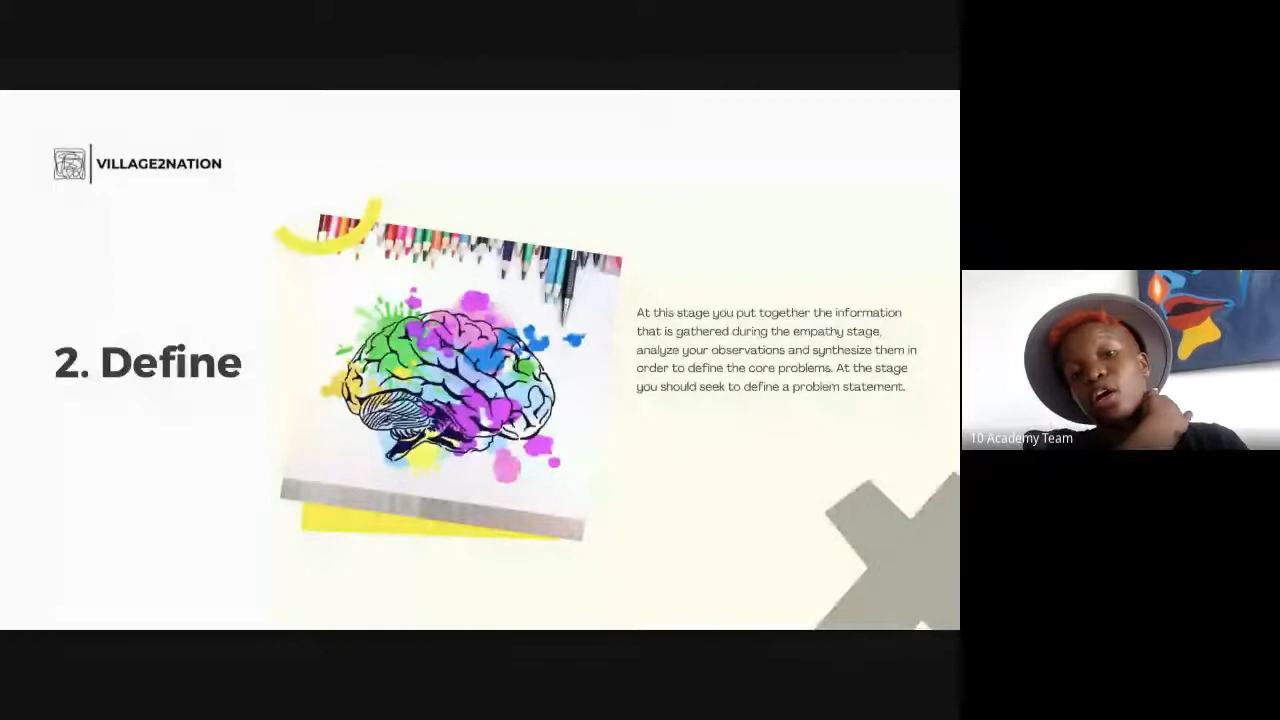 VILLAGE2NATION
2. Define
At this stage you put together the information
that is gathered during the empathy stage,
analyze your observations and synthesize them in
order to define the core problems. At the stage
you should seek to define a problem statement.
10 Academy Team